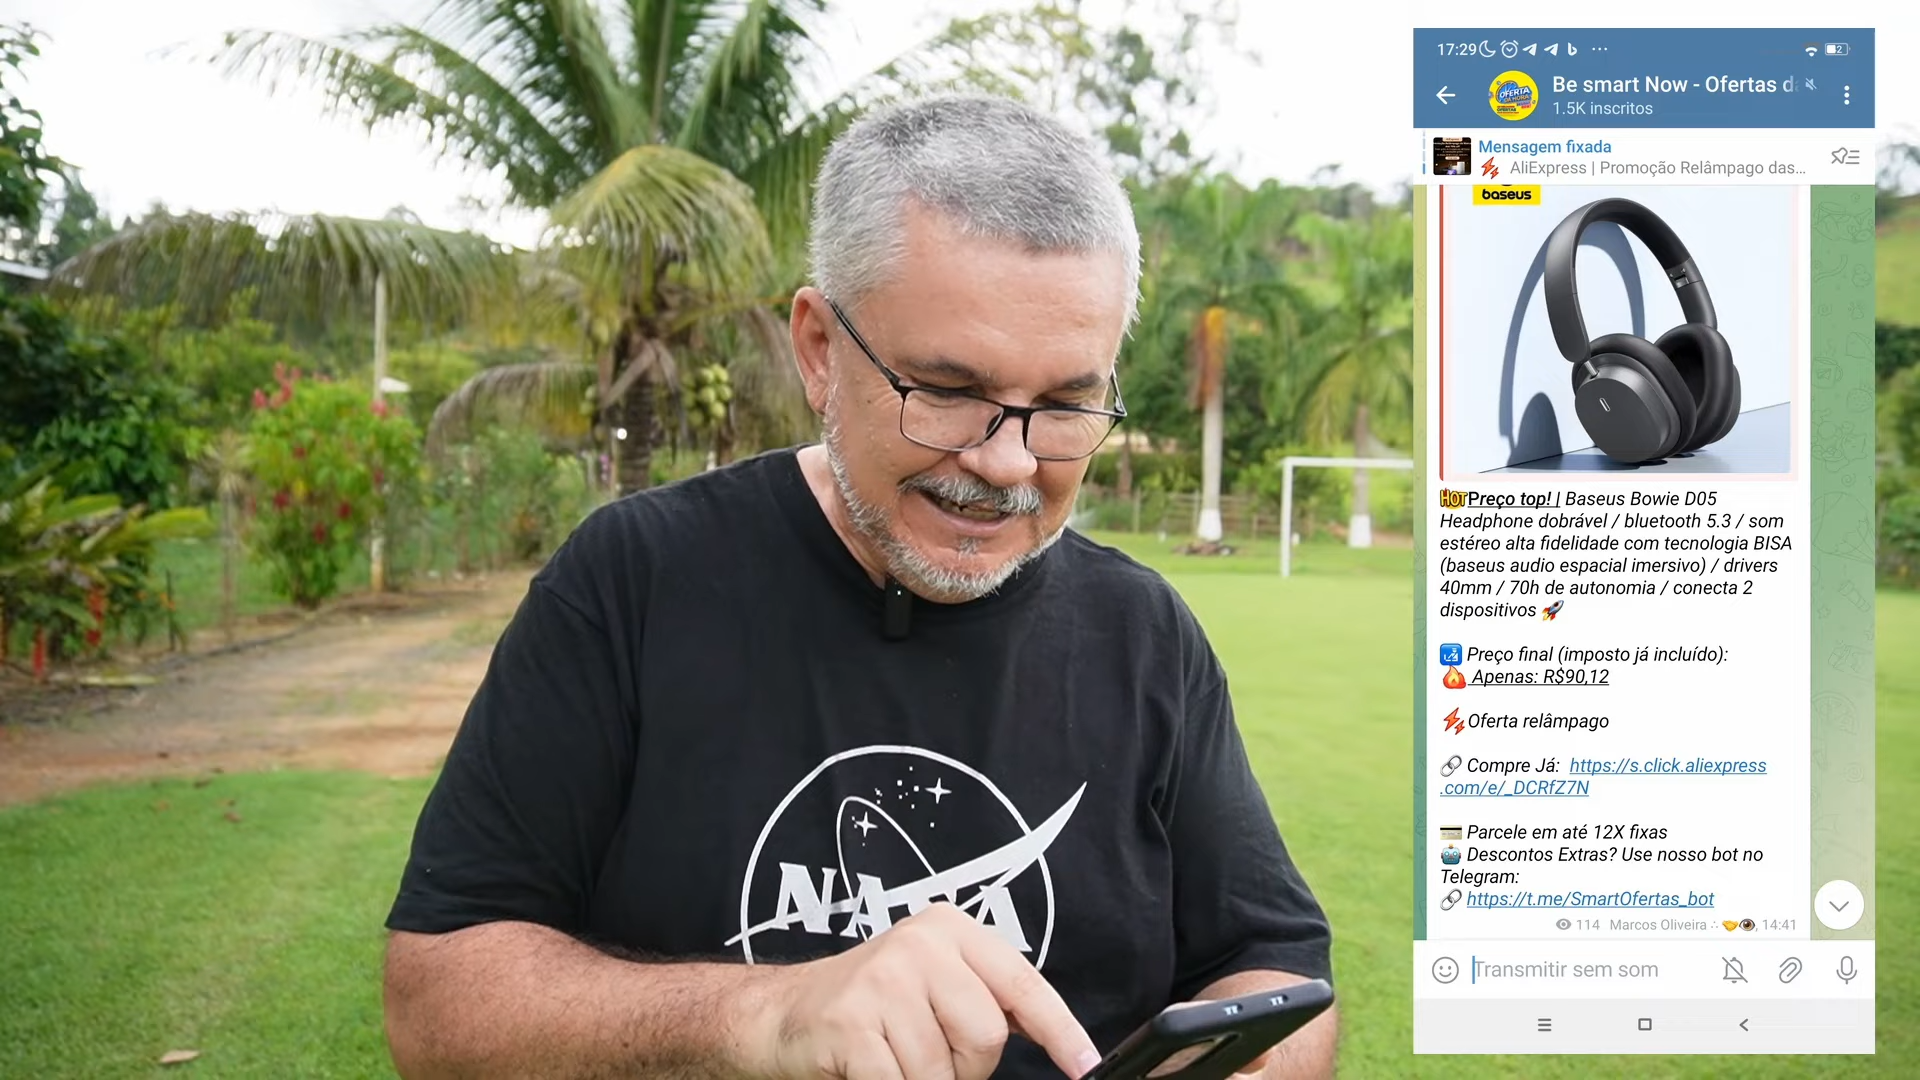 17:29
Be smart Now - Ofertas d
1.5K inscritos
Mensagem fixada
AliExpress | Promoção Relâmpago das...
baseus
HOT Preço top! | Baseus Bowie D05
Headphone dobrável / bluetooth 5.3 / som
estéreo alta fidelidade com tecnologia BISA
(baseus audio espacial imersivo) / drivers
40mm / 70h de autonomia / conecta 2
dispositivos
Preço final (imposto já incluído):
Apenas: R$90,12
Oferta relâmpago
Compre Já: https://s.click.aliexpress
.com/e/_DCRfZ7N
Parcele em até 12X fixas
Descontos Extras? Use nosso bot no
Telegram:
https://t.me/SmartOfertas_bot
114 Marcos Oliveira ∴ 14:41
Transmitir sem som
NASA